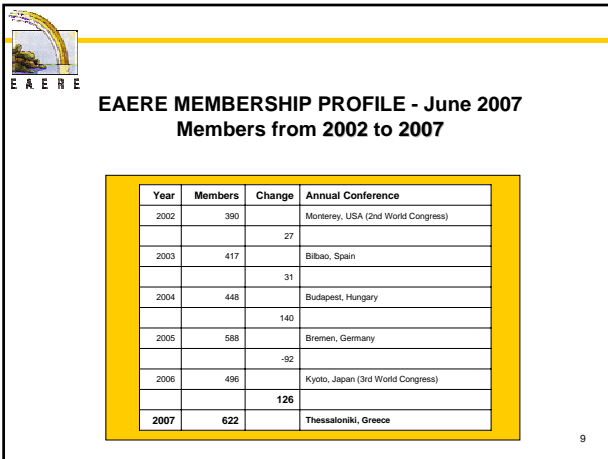 E A E R E
EAERE MEMBERSHIP PROFILE - June 2007
Members from 2002 to 2007
Year Members Change Annual Conference
2002 390 Monterey, USA (2nd World Congress)
27
2003 417 Bilbao, Spain
31
2004 448 Budapest, Hungary
140
2005 588 Bremen, Germany
-92
2006 496 Kyoto, Japan (3rd World Congress)
126
2007 622 Thessaloniki, Greece
9